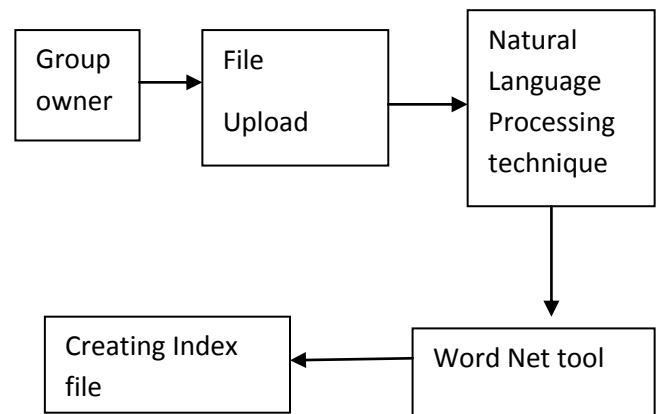 Group
owner
File
Upload
Natural
Language
Processing
technique
Word Net tool
Creating Index
file